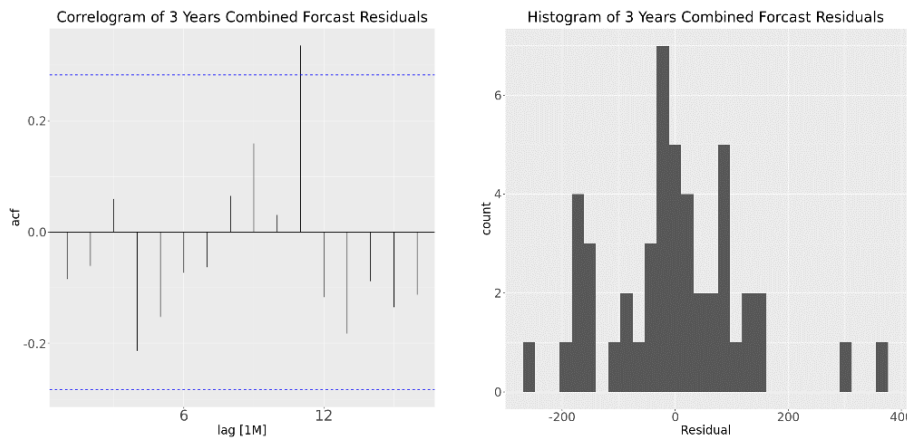 Correlogram of 3 Years Combined Forcast Residuals
0.2
0.0
-0.2
acf
6
12
lag [1M]
Histogram of 3 Years Combined Forcast Residuals
6
4
2
0
count
-200
0
200
400
Residual